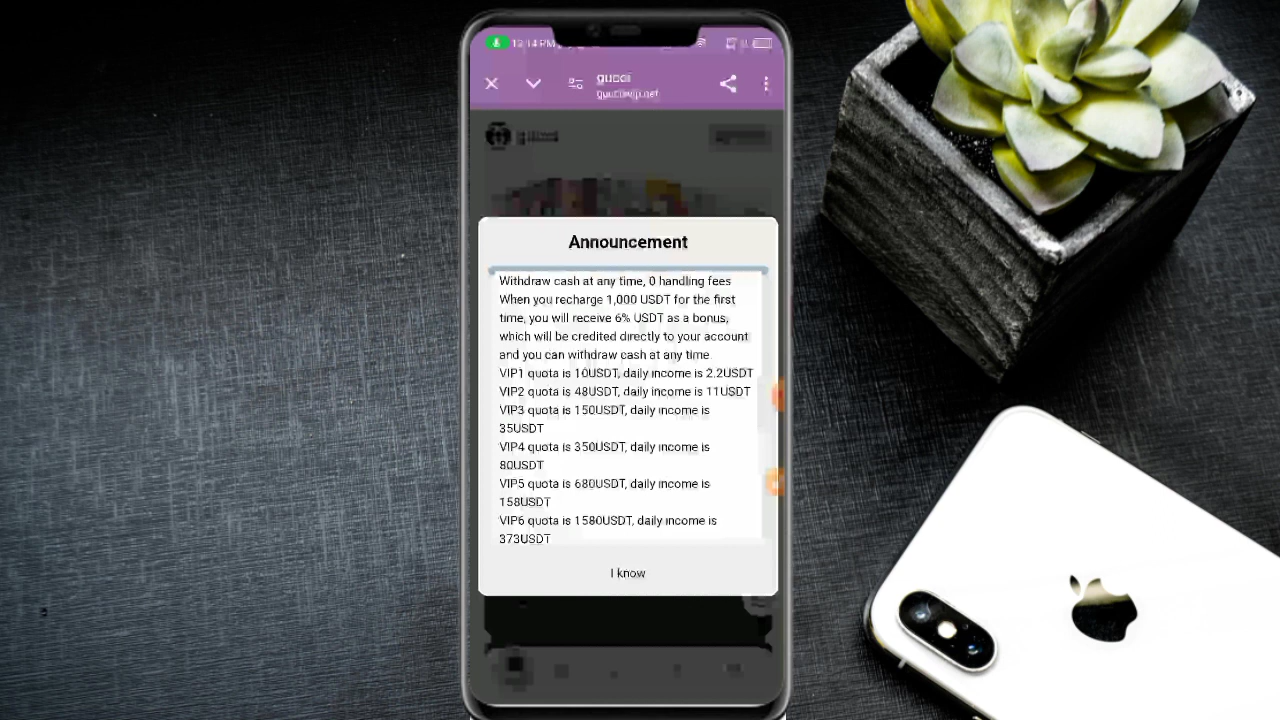 12:14 PM
gucci
Announcement
Withdraw cash at any time, 0 handling fees
When you recharge 1,000 USDT for the first
time, you will receive 6% USDT as a bonus,
which will be credited directly to your account
and you can withdraw cash at any time
VIP1 quota is 10USDT, daily income is 2.2USDT
VIP2 quota is 48USDT, daily income is 11USDT
VIP3 quota is 150USDT, daily income is
35USDT
VIP4 quota is 350USDT, daily income is
80USDT
VIP5 quota is 680USDT, daily income is
158USDT
VIP6 quota is 1580USDT, daily income is
373USDT
I know